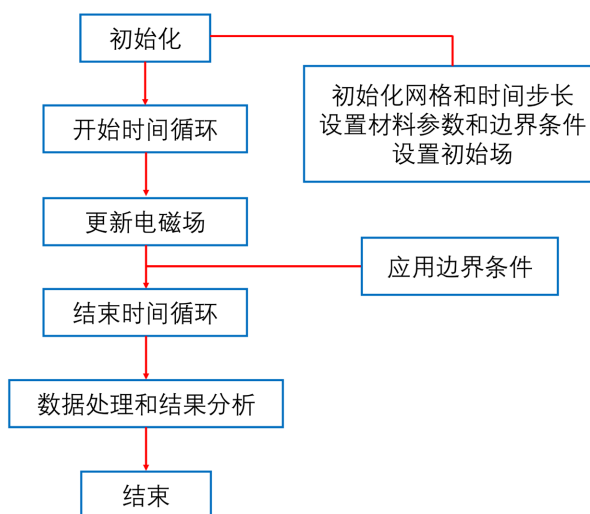 初始化
初始化网格和时间步长
设置材料参数和边界条件
设置初始场
开始时间循环
更新电磁场
应用边界条件
结束时间循环
数据处理和结果分析
结束